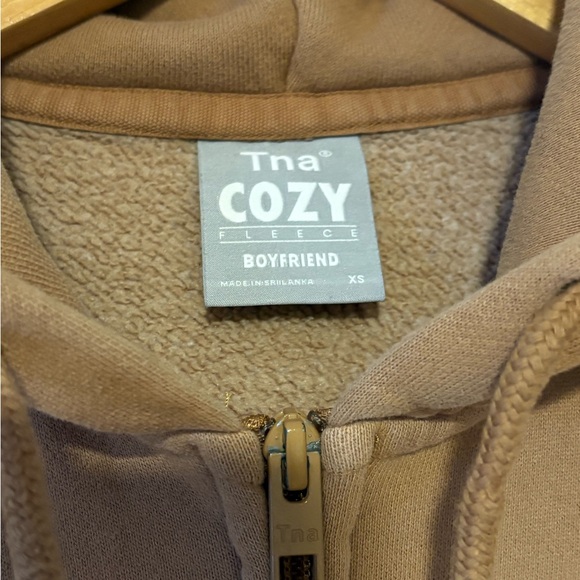 Tna®
COZY
FLEECE
BOYFRIEND
MADE IN SRI LANKA XS
Tna